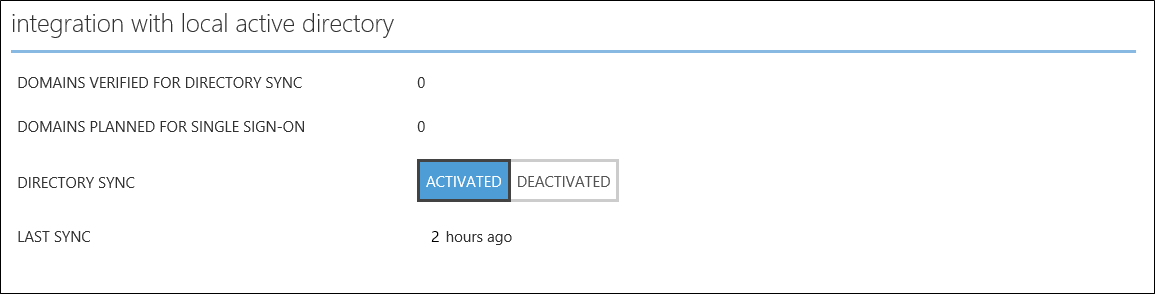 integration with local active directory
DOMAINS VERIFIED FOR DIRECTORY SYNC 0
DOMAINS PLANNED FOR SINGLE SIGN-ON 0
DIRECTORY SYNC ACTIVATED DEACTIVATED
LAST SYNC 2 hours ago